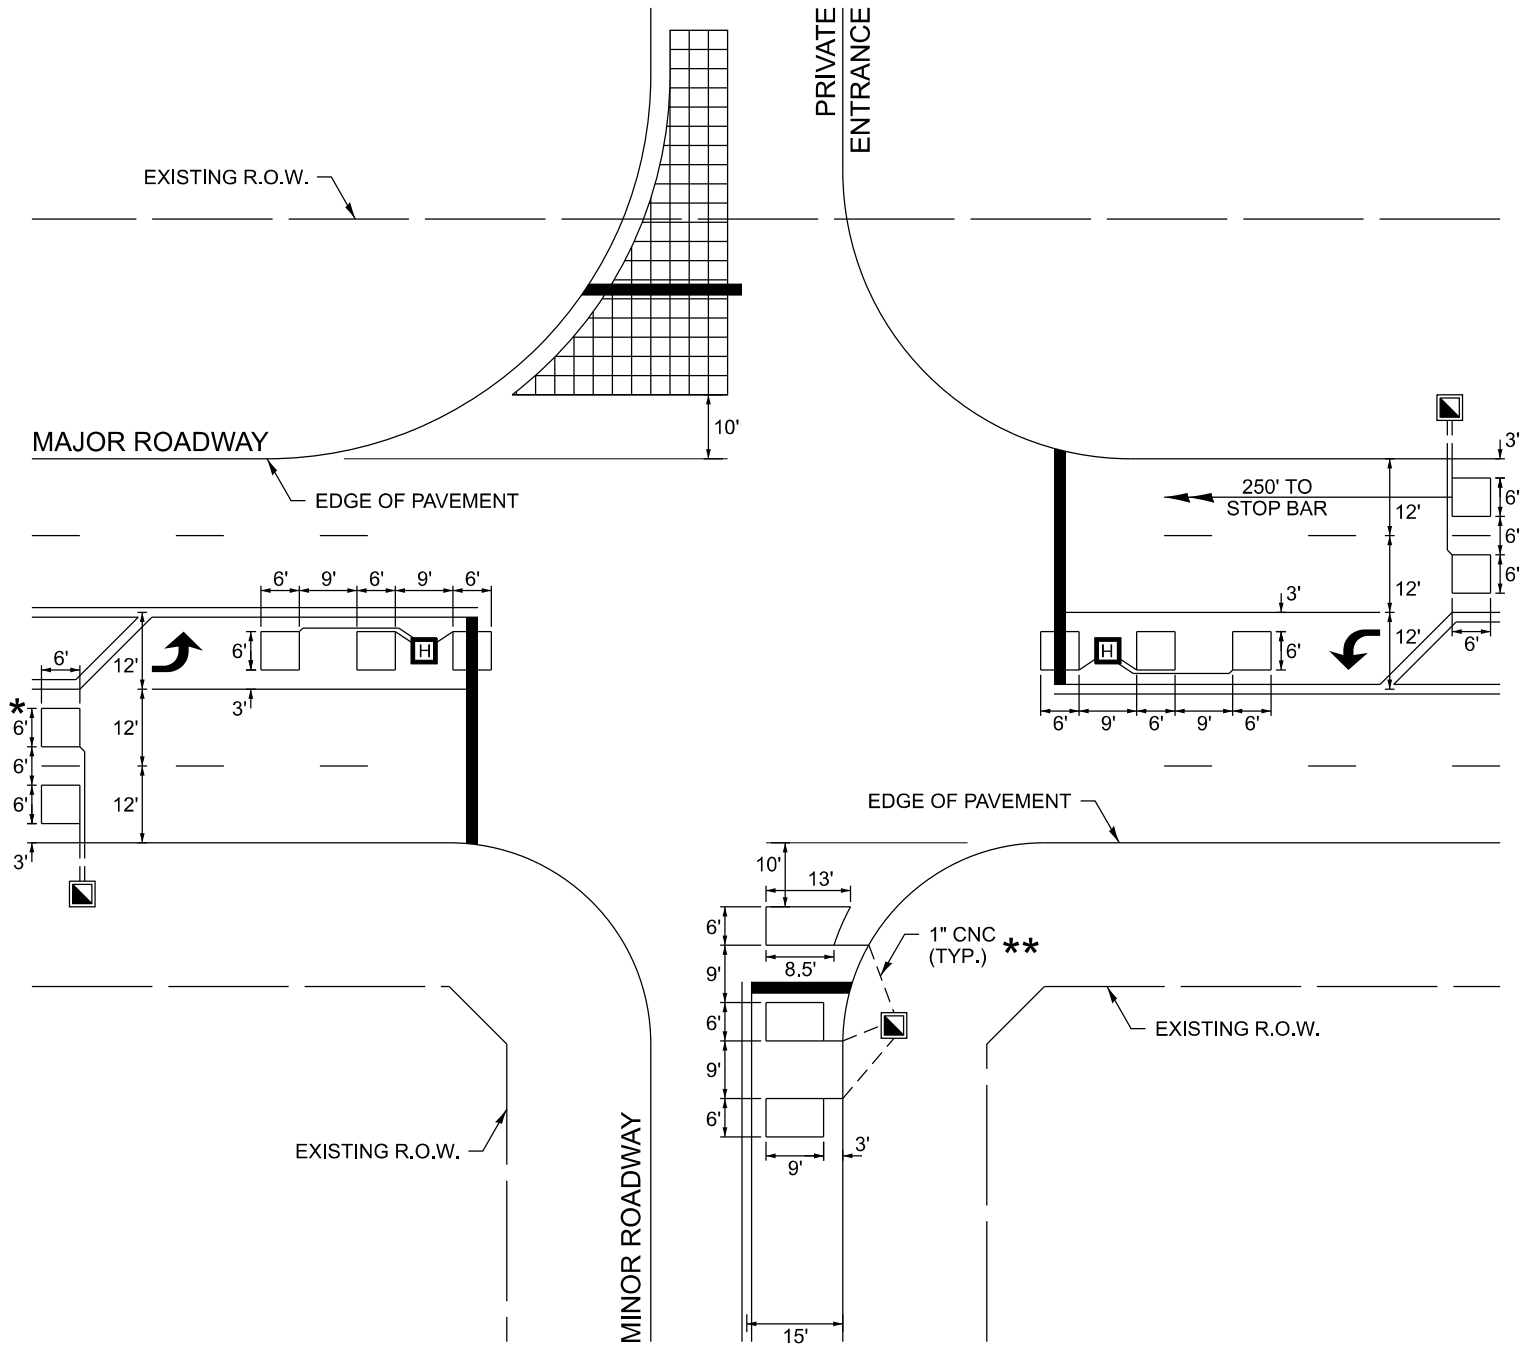 PRIVATE
ENTRANCE
EXISTING R.O.W.
10'
MAJOR ROADWAY
EDGE OF PAVEMENT
3'
250' TO
STOP BAR
6'
12'
6'
6'
12'
3'
12'
6'
6'
H
6'
9'
6'
9'
6'
6'
9'
6'
9'
6'
6'
H
3'
6'
12'
*
6'
12'
6'
6'
12'
3'
EDGE OF PAVEMENT
10'
13'
6'
8.5'
9'
1" CNC
(TYP.) **
6'
9'
6'
9'
3'
EXISTING R.O.W.
EXISTING R.O.W.
MINOR ROADWAY
15'